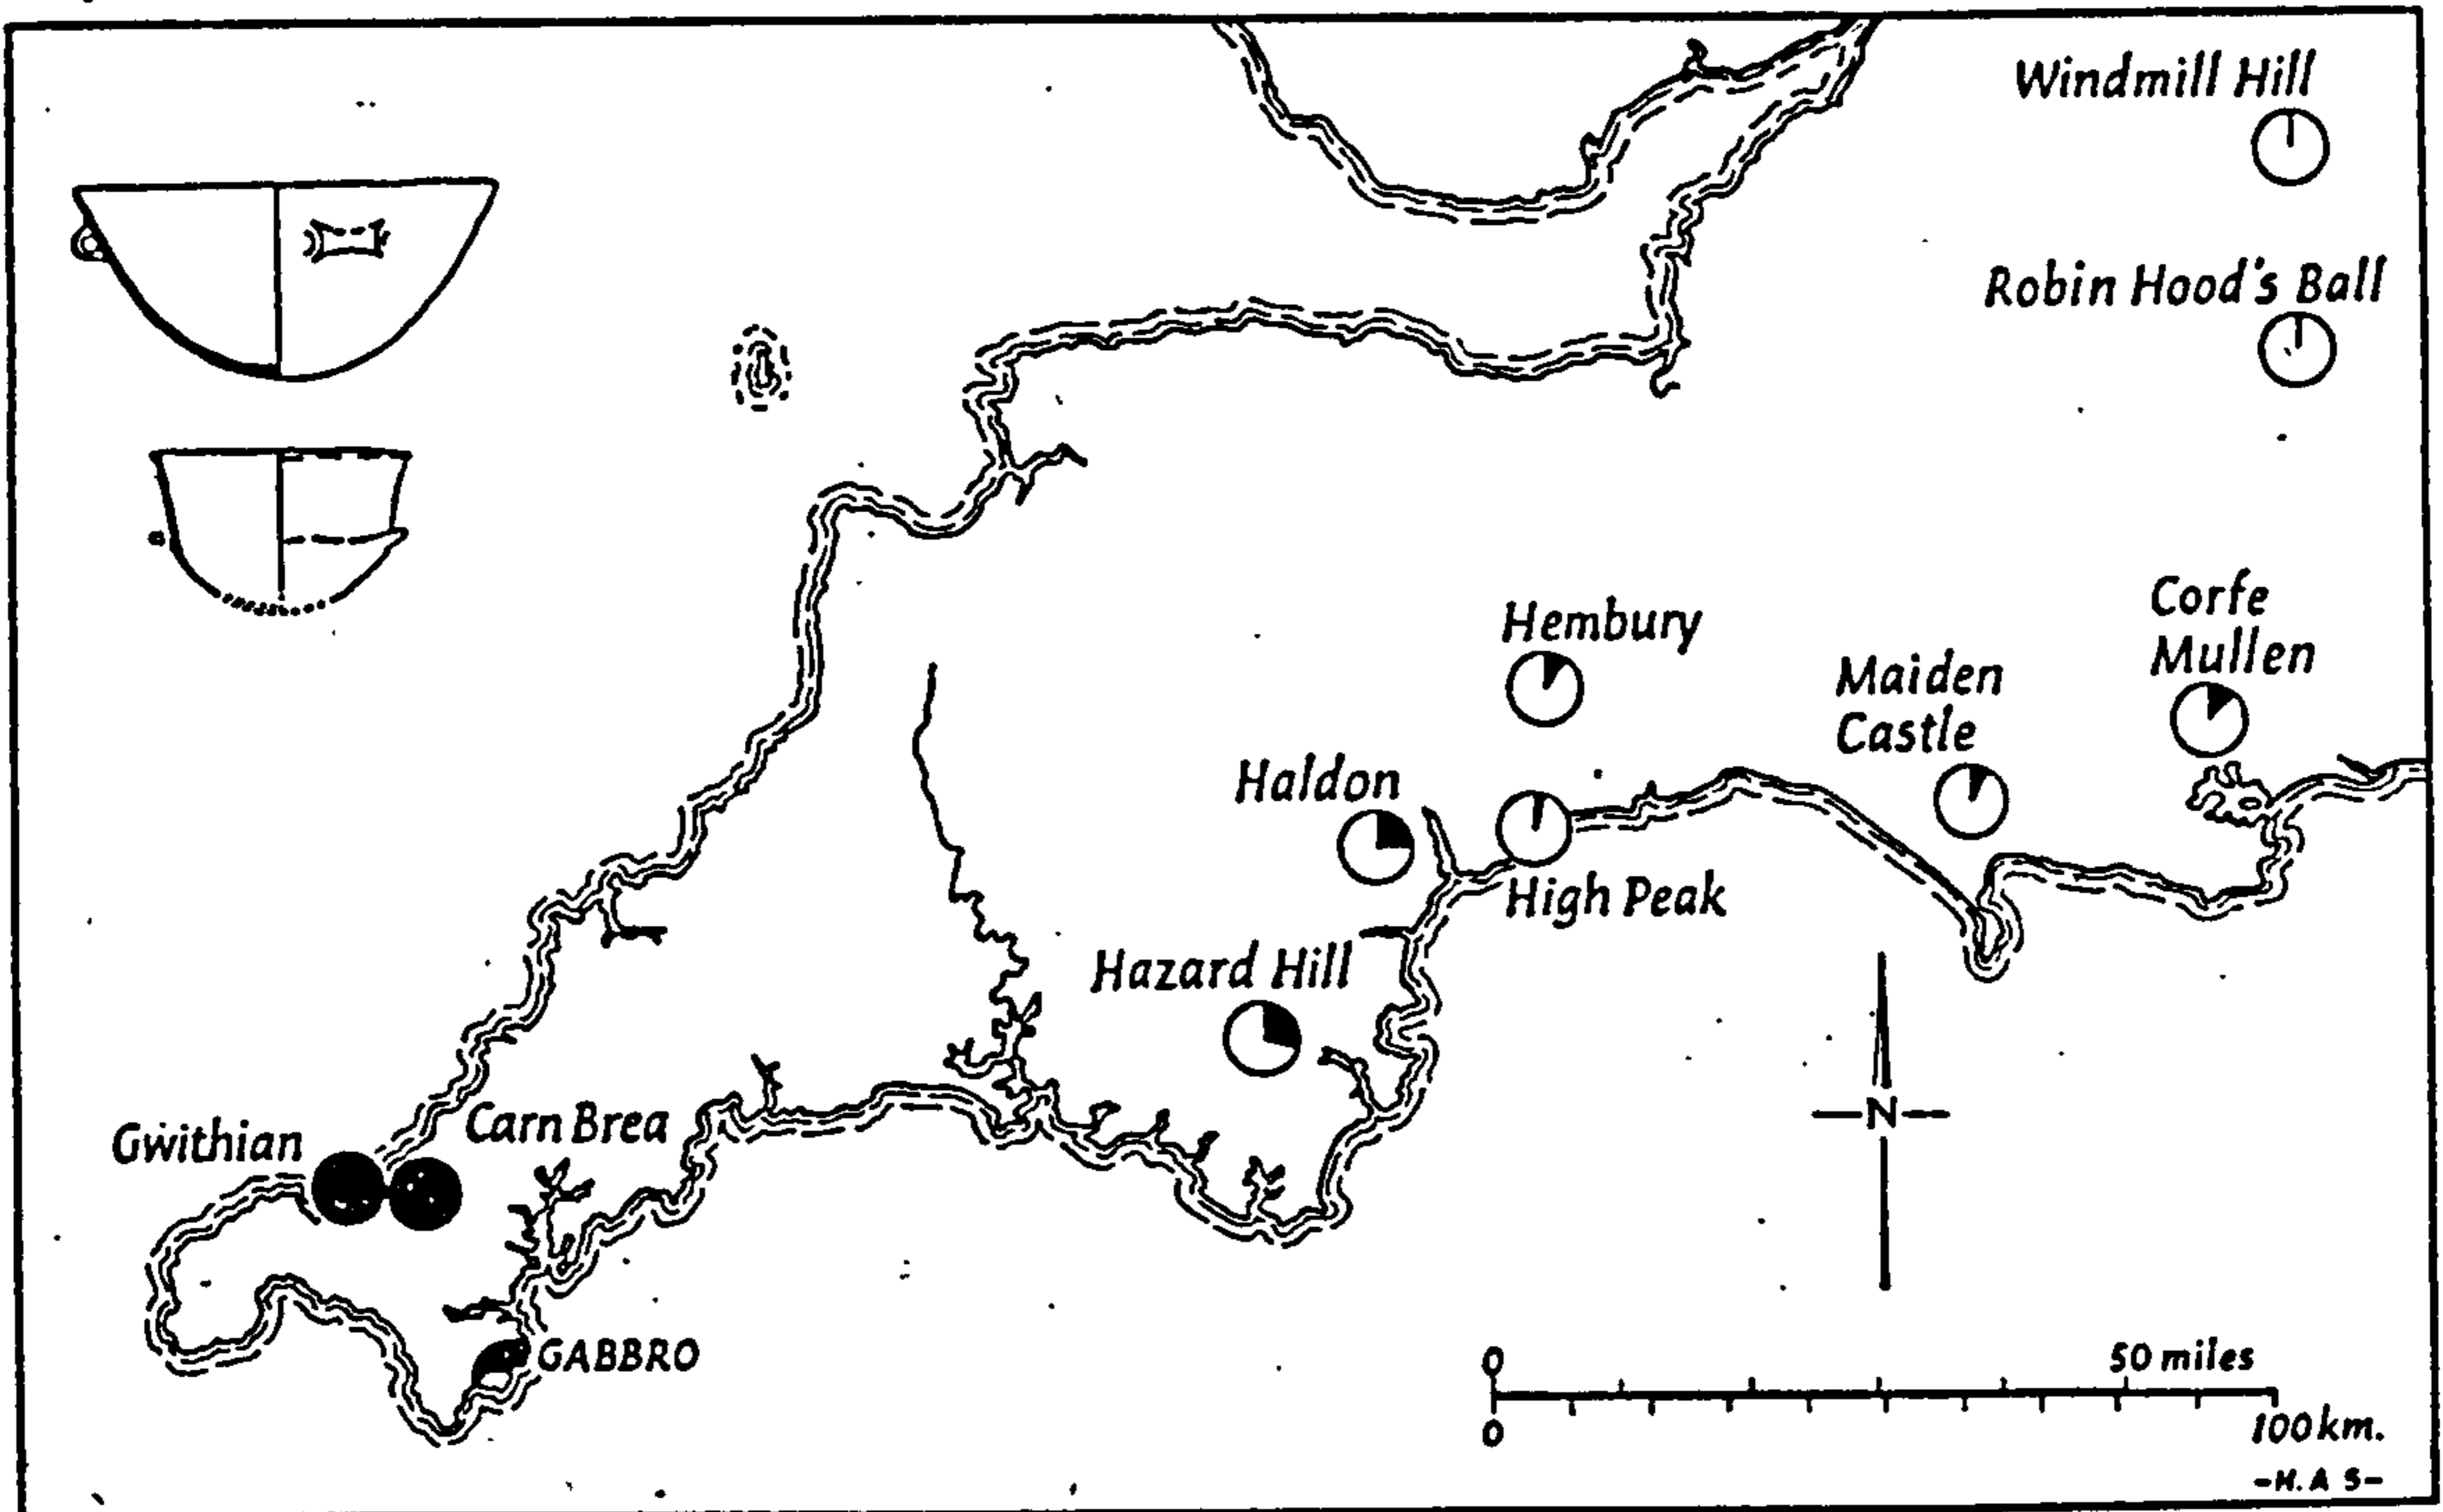 Windmill Hill
Robin Hood's Ball
Corfe
Mullen
Hembury
Maiden
Castle
Haldon
High Peak
Hazard Hill
Carn Brea
Gwithian
N
GABBRO
0
50 miles
0
100 km.
-H. A S-